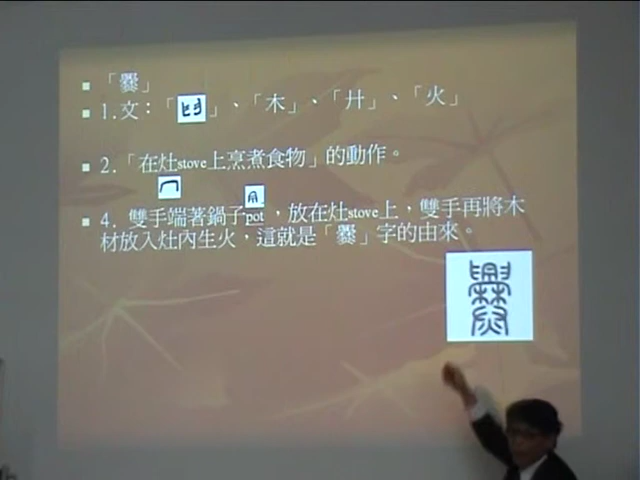 「爨」
1.文：「」、「木」、「廾」、「火」
2.「在灶stove上烹煮食物」的動作。
4. 雙手端著鍋子pot，放在灶stove上，雙手再將木
材放入灶內生火，這就是「爨」字的由來。
爨